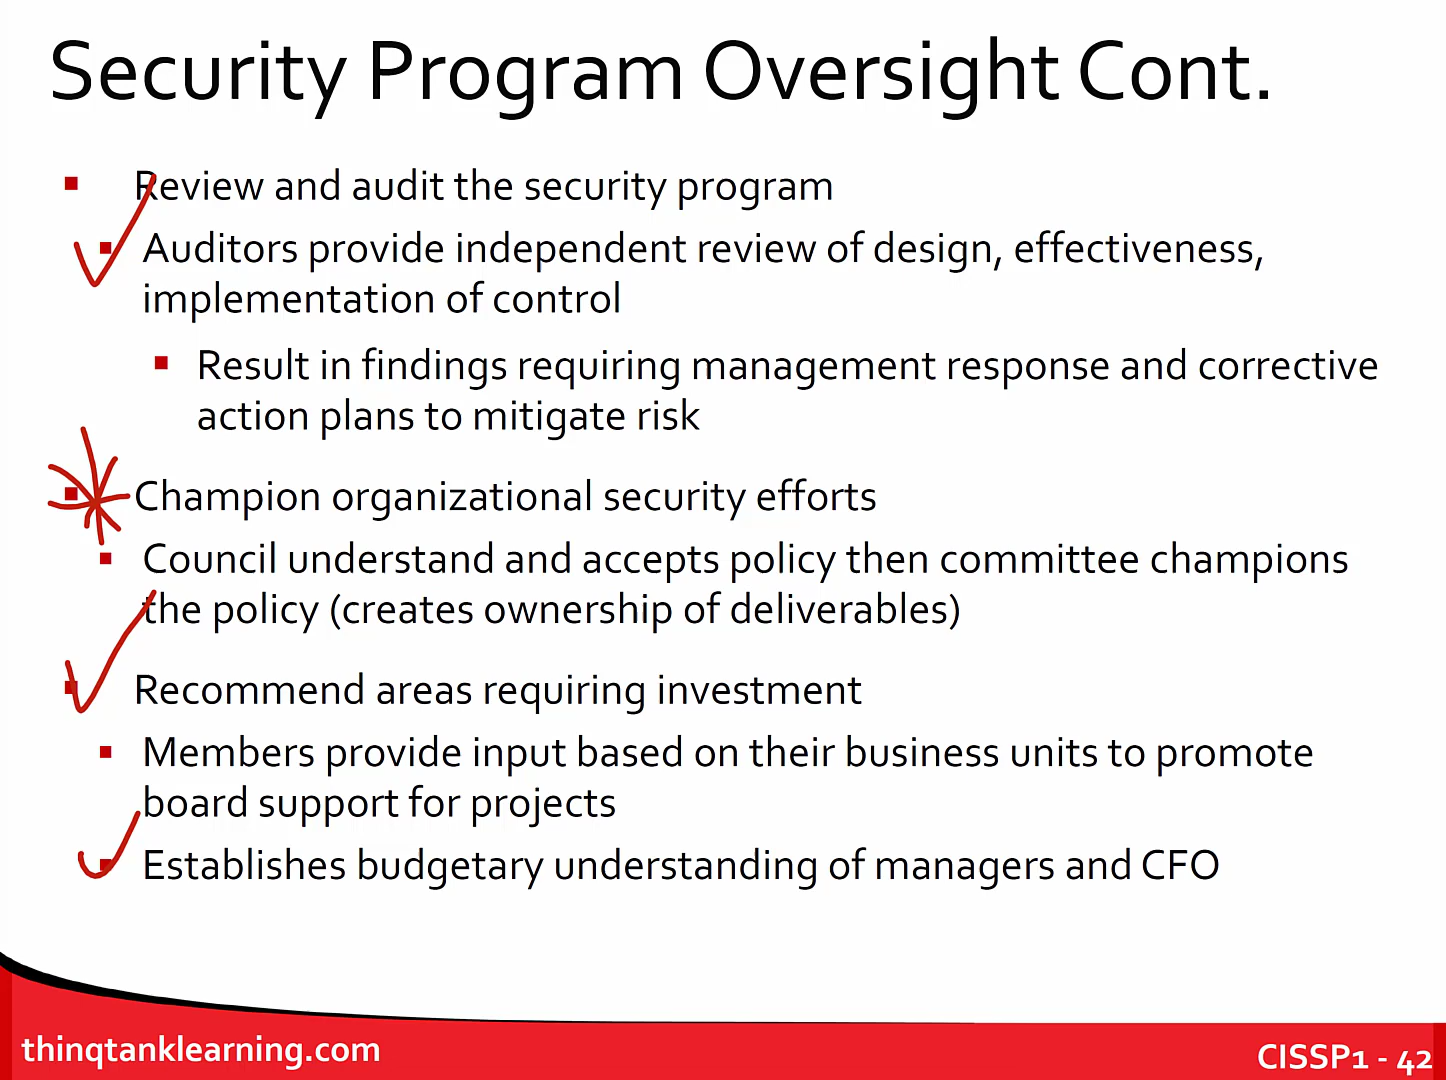 Security Program Oversight Cont.
Review and audit the security program
Auditors provide independent review of design, effectiveness,
implementation of control
Result in findings requiring management response and corrective
action plans to mitigate risk
Champion organizational security efforts
Council understand and accepts policy then committee champions
the policy (creates ownership of deliverables)
Recommend areas requiring investment
Members provide input based on their business units to promote
board support for projects
Establishes budgetary understanding of managers and CFO
thinqtanklearning.com
CISSP1 - 42